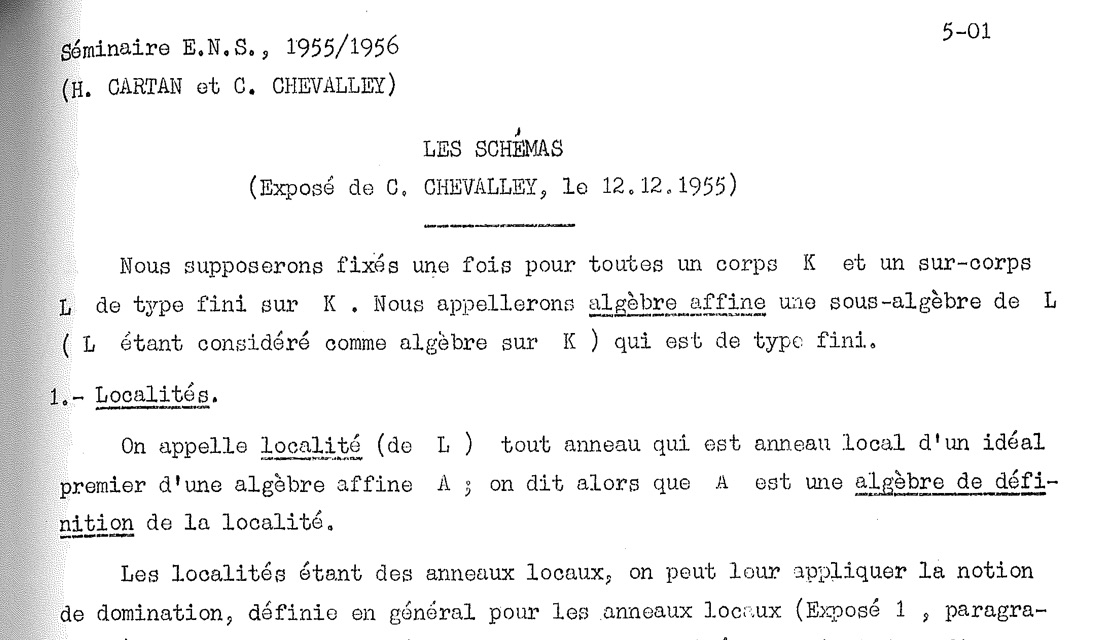 5-01
Séminaire E.N.S., 1955/1956
(H. CARTAN et C. CHEVALLEY)
LES SCHÉMAS
(Exposé de C. CHEVALLEY, le 12.12.1955)
Nous supposerons fixés une fois pour toutes un corps K et un sur-corps
L de type fini sur K . Nous appellerons algèbre affine une sous-algèbre de L
( L étant considéré comme algèbre sur K ) qui est de type fini.
1.- Localités.
On appelle localité (de L ) tout anneau qui est anneau local d'un idéal
premier d'une algèbre affine A ; on dit alors que A est une algèbre de défi-
nition de la localité.
Les localités étant des anneaux locaux, on peut leur appliquer la notion
de domination, définie en général pour les anneaux locaux (Exposé 1 , paragra-